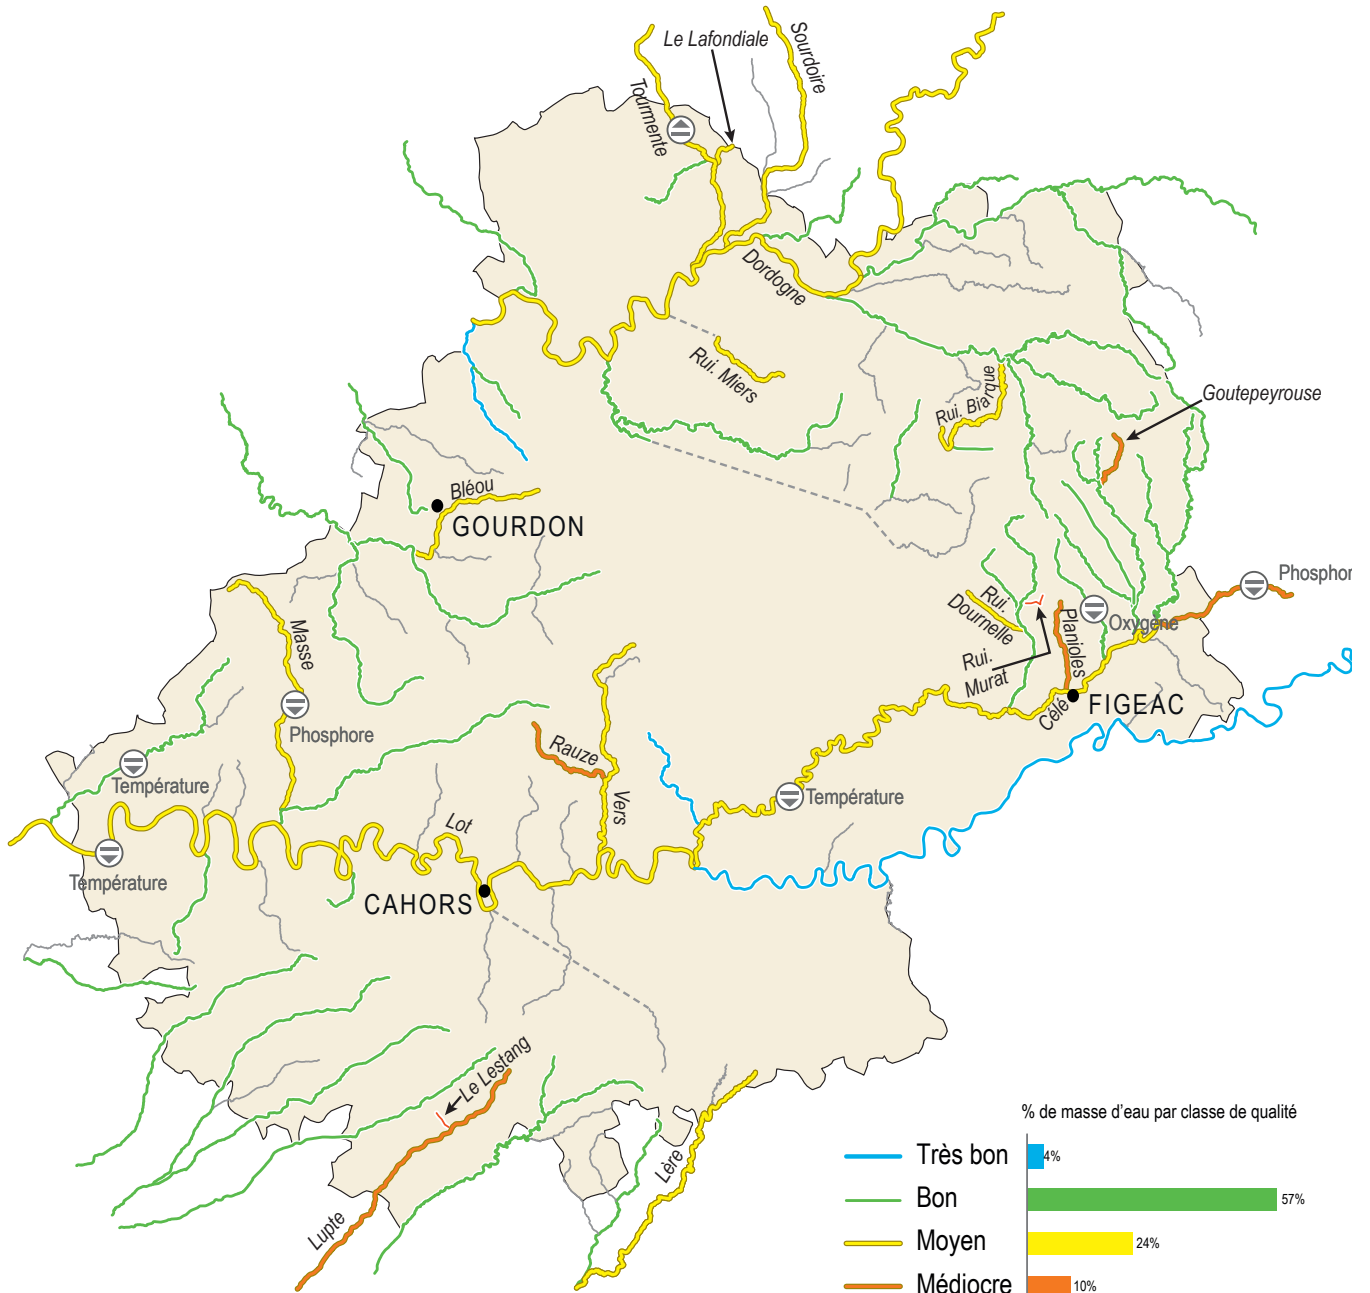 Le Lafondiale
Sourdoire
Tourmente
Dordogne
Rui. Miers
Rui. Biarque
Goutepeyrouse
Bléou
GOURDON
Phosphor
Masse
Rui.
Dournelle
Oxygène
Planioles
Rui.
Murat
Célé
FIGEAC
Phosphore
Rauze
Température
Vers
Température
Lot
Température
CAHORS
Le Lestang
Lère
Lupte
% de masse d'eau par classe de qualité
Très bon 4%
Bon 57%
Moyen 24%
Médiocre 10%